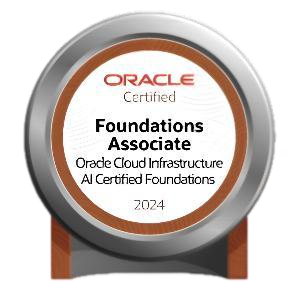 ORACLE
Certified
Foundations
Associate
Oracle Cloud Infrastructure
AI Certified Foundations
2024